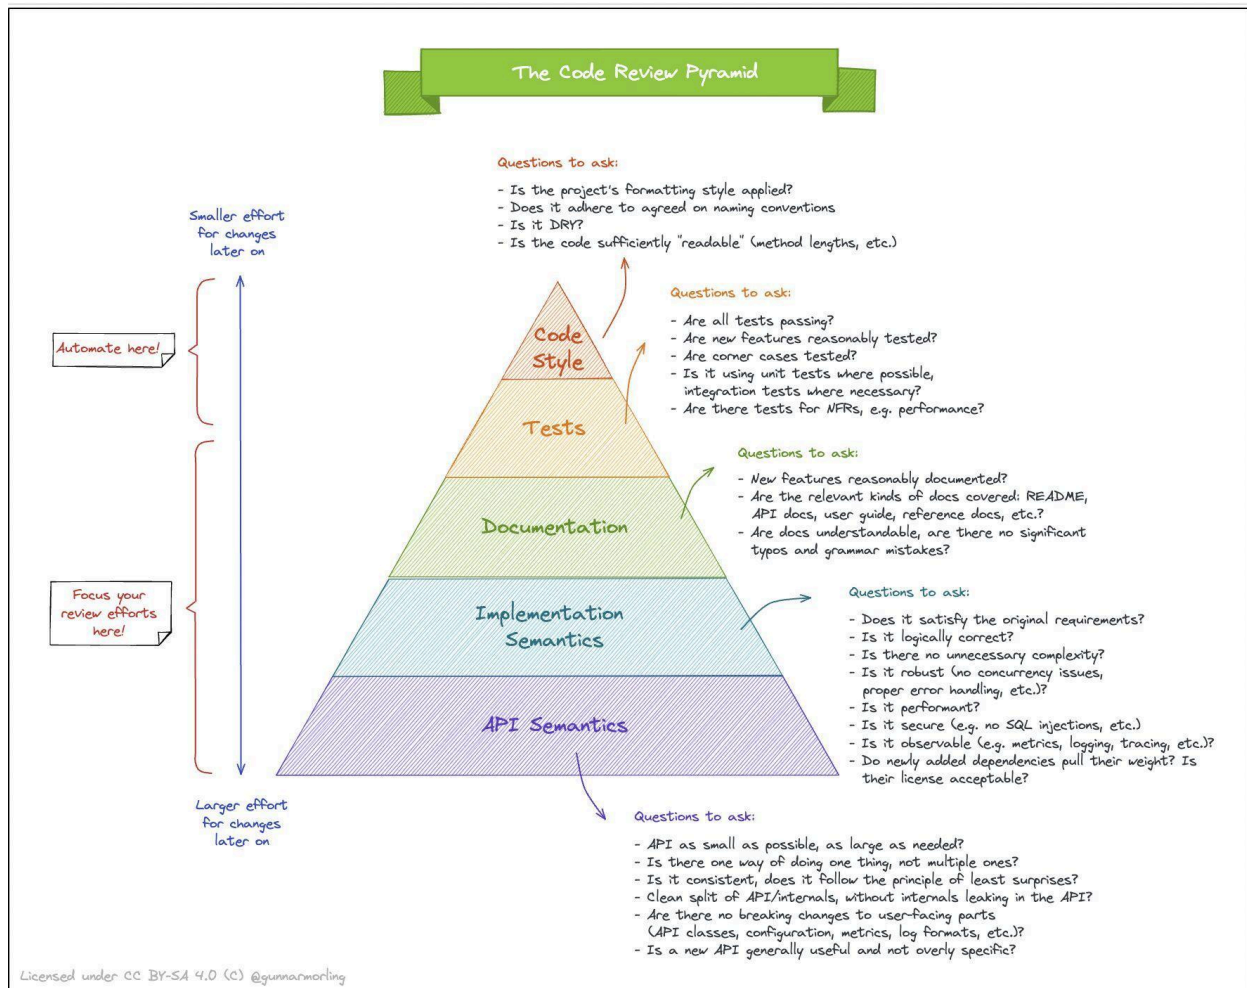 The Code Review Pyramid
Questions to ask:
- Is the project's formatting style applied?
- Does it adhere to agreed on naming conventions
- Is it DRY?
- Is the code sufficiently "readable" (method lengths, etc.)
Smaller effort
for changes
later on
Automate here!
Code
Style
Questions to ask:
- Are all tests passing?
- Are new features reasonably tested?
- Are corner cases tested?
- Is it using unit tests where possible,
integration tests where necessary?
- Are there tests for NFRs, e.g. performance?
Tests
Questions to ask:
- New features reasonably documented?
- Are the relevant kinds of docs covered: README,
API docs, user guide, reference docs, etc.?
- Are docs understandable, are there no significant
typos and grammar mistakes?
Documentation
Focus your
review efforts
here!
Implementation
Semantics
Questions to ask:
- Does it satisfy the original requirements?
- Is it logically correct?
- Is there no unnecessary complexity?
- Is it robust (no concurrency issues,
proper error handling, etc.)?
- Is it performant?
- Is it secure (e.g. no SQL injections, etc.)
- Is it observable (e.g. metrics, logging, tracing, etc.)?
- Do newly added dependencies pull their weight? Is
their license acceptable?
API Semantics
Larger effort
for changes
later on
Questions to ask:
- API as small as possible, as large as needed?
- Is there one way of doing one thing, not multiple ones?
- Is it consistent, does it follow the principle of least surprises?
- Clean split of API/internals, without internals leaking in the API?
- Are there no breaking changes to user-facing parts
(API classes, configuration, metrics, log formats, etc.)?
- Is a new API generally useful and not overly specific?
Licensed under CC BY-SA 4.0 (C) @gunnarmorling